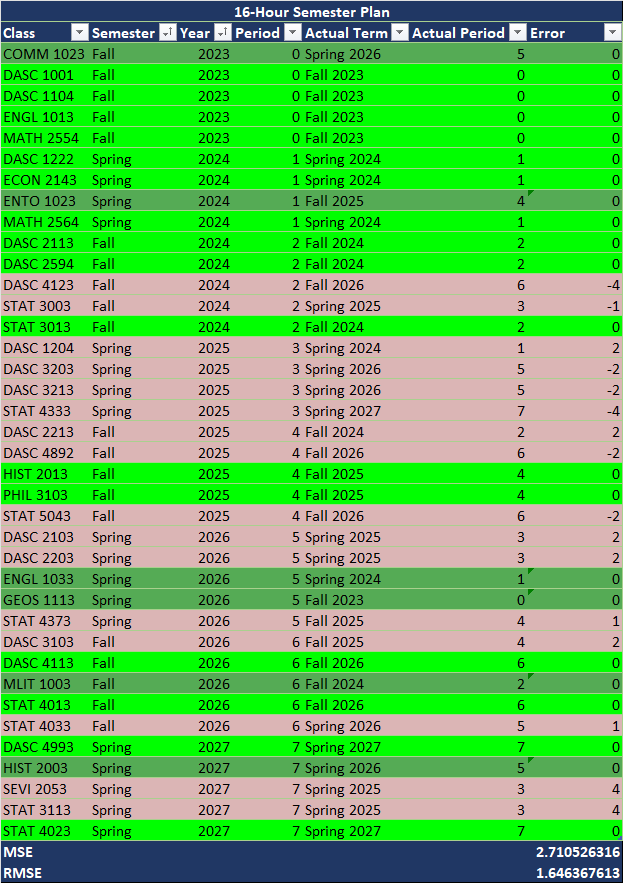 16-Hour Semester Plan
Class Semester Year Period Actual Term Actual Period Error
COMM 1023 Fall 2023 0 Spring 2026 5 0
DASC 1001 Fall 2023 0 Fall 2023 0 0
DASC 1104 Fall 2023 0 Fall 2023 0 0
ENGL 1013 Fall 2023 0 Fall 2023 0 0
MATH 2554 Fall 2023 0 Fall 2023 0 0
DASC 1222 Spring 2024 1 Spring 2024 1 0
ECON 2143 Spring 2024 1 Spring 2024 1 0
ENTO 1023 Spring 2024 1 Fall 2025 4 0
MATH 2564 Spring 2024 1 Spring 2024 1 0
DASC 2113 Fall 2024 2 Fall 2024 2 0
DASC 2594 Fall 2024 2 Fall 2024 2 0
DASC 4123 Fall 2024 2 Fall 2026 6 -4
STAT 3003 Fall 2024 2 Spring 2025 3 -1
STAT 3013 Fall 2024 2 Fall 2024 2 0
DASC 1204 Spring 2025 3 Spring 2024 1 2
DASC 3203 Spring 2025 3 Spring 2026 5 -2
DASC 3213 Spring 2025 3 Spring 2026 5 -2
STAT 4333 Spring 2025 3 Spring 2027 7 -4
DASC 2213 Fall 2025 4 Fall 2024 2 2
DASC 4892 Fall 2025 4 Fall 2026 6 -2
HIST 2013 Fall 2025 4 Fall 2025 4 0
PHIL 3103 Fall 2025 4 Fall 2025 4 0
STAT 5043 Fall 2025 4 Fall 2026 6 -2
DASC 2103 Spring 2026 5 Spring 2025 3 2
DASC 2203 Spring 2026 5 Spring 2025 3 2
ENGL 1033 Spring 2026 5 Spring 2024 1 0
GEOS 1113 Spring 2026 5 Fall 2023 0 0
STAT 4373 Spring 2026 5 Fall 2025 4 1
DASC 3103 Fall 2026 6 Fall 2025 4 2
DASC 4113 Fall 2026 6 Fall 2026 6 0
MLIT 1003 Fall 2026 6 Fall 2024 2 0
STAT 4013 Fall 2026 6 Fall 2026 6 0
STAT 4033 Fall 2026 6 Spring 2026 5 1
DASC 4993 Spring 2027 7 Spring 2027 7 0
HIST 2003 Spring 2027 7 Spring 2026 5 0
SEVI 2053 Spring 2027 7 Spring 2025 3 4
STAT 3113 Spring 2027 7 Spring 2025 3 4
STAT 4023 Spring 2027 7 Spring 2027 7 0
MSE 2.710526316
RMSE 1.646367613